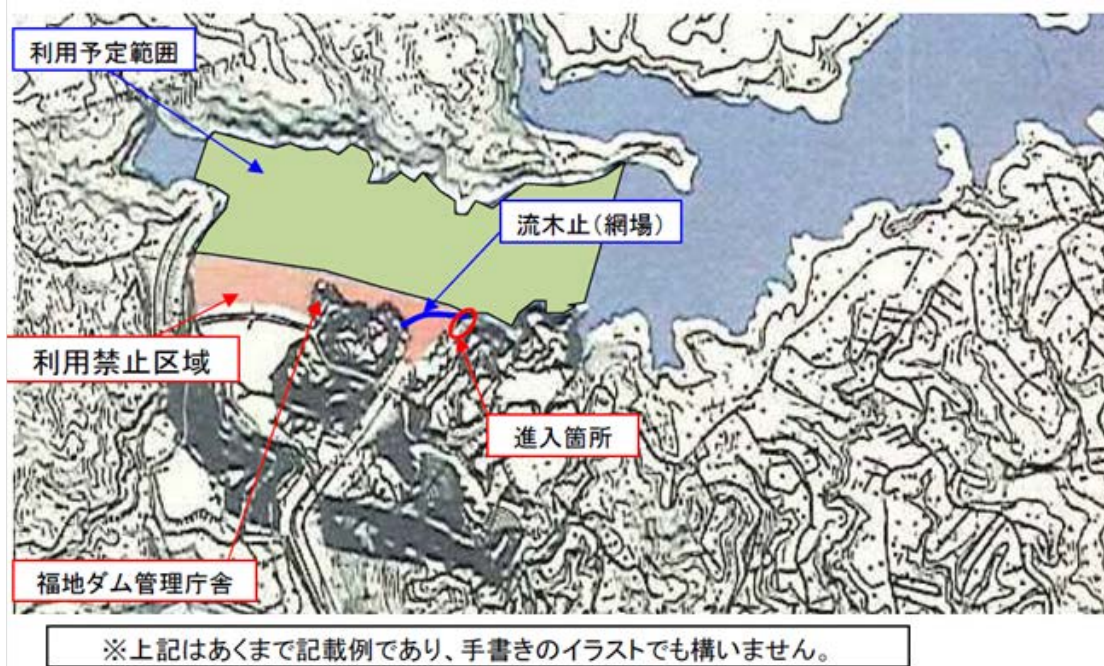 利用予定範囲
流木止(網場)
利用禁止区域
進入箇所
福地ダム管理庁舎
※上記はあくまで記載例であり、手書きのイラストでも構いません。